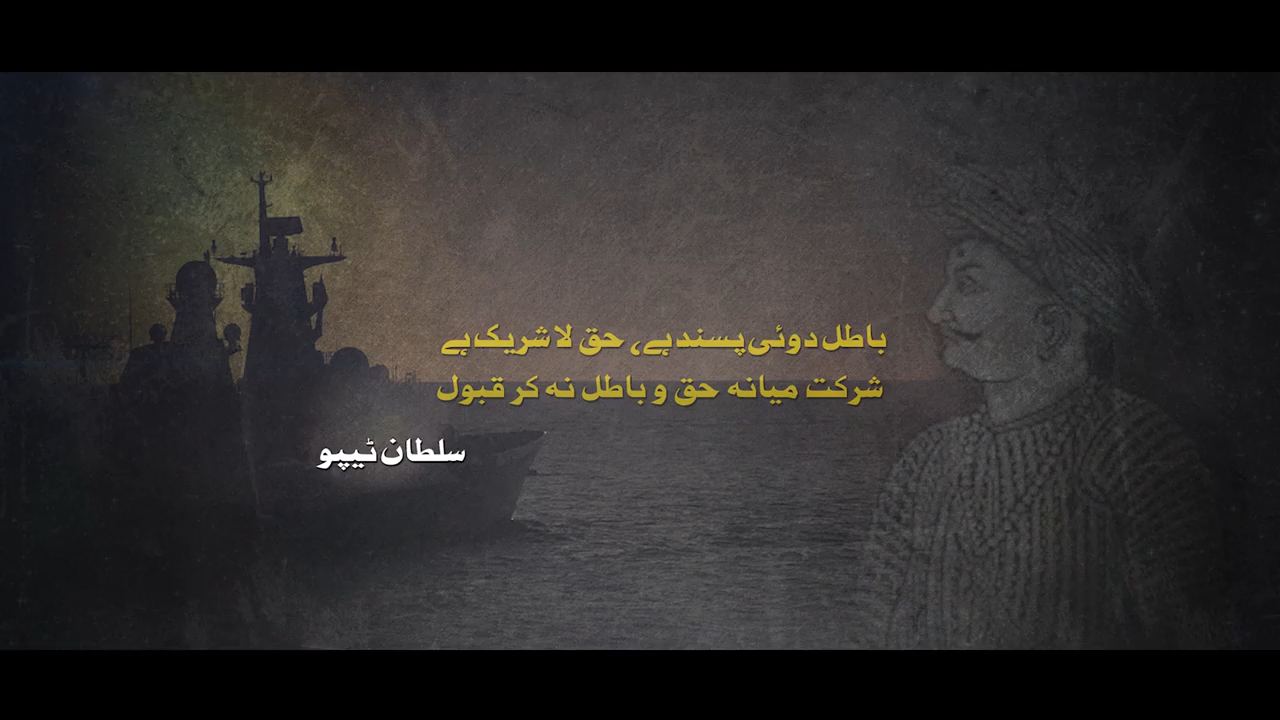 باطل دوئی پسند ہے، حق لا شریک ہے
شرکت میانہ حق و باطل نہ کر قبول
سلطان ٹیپو